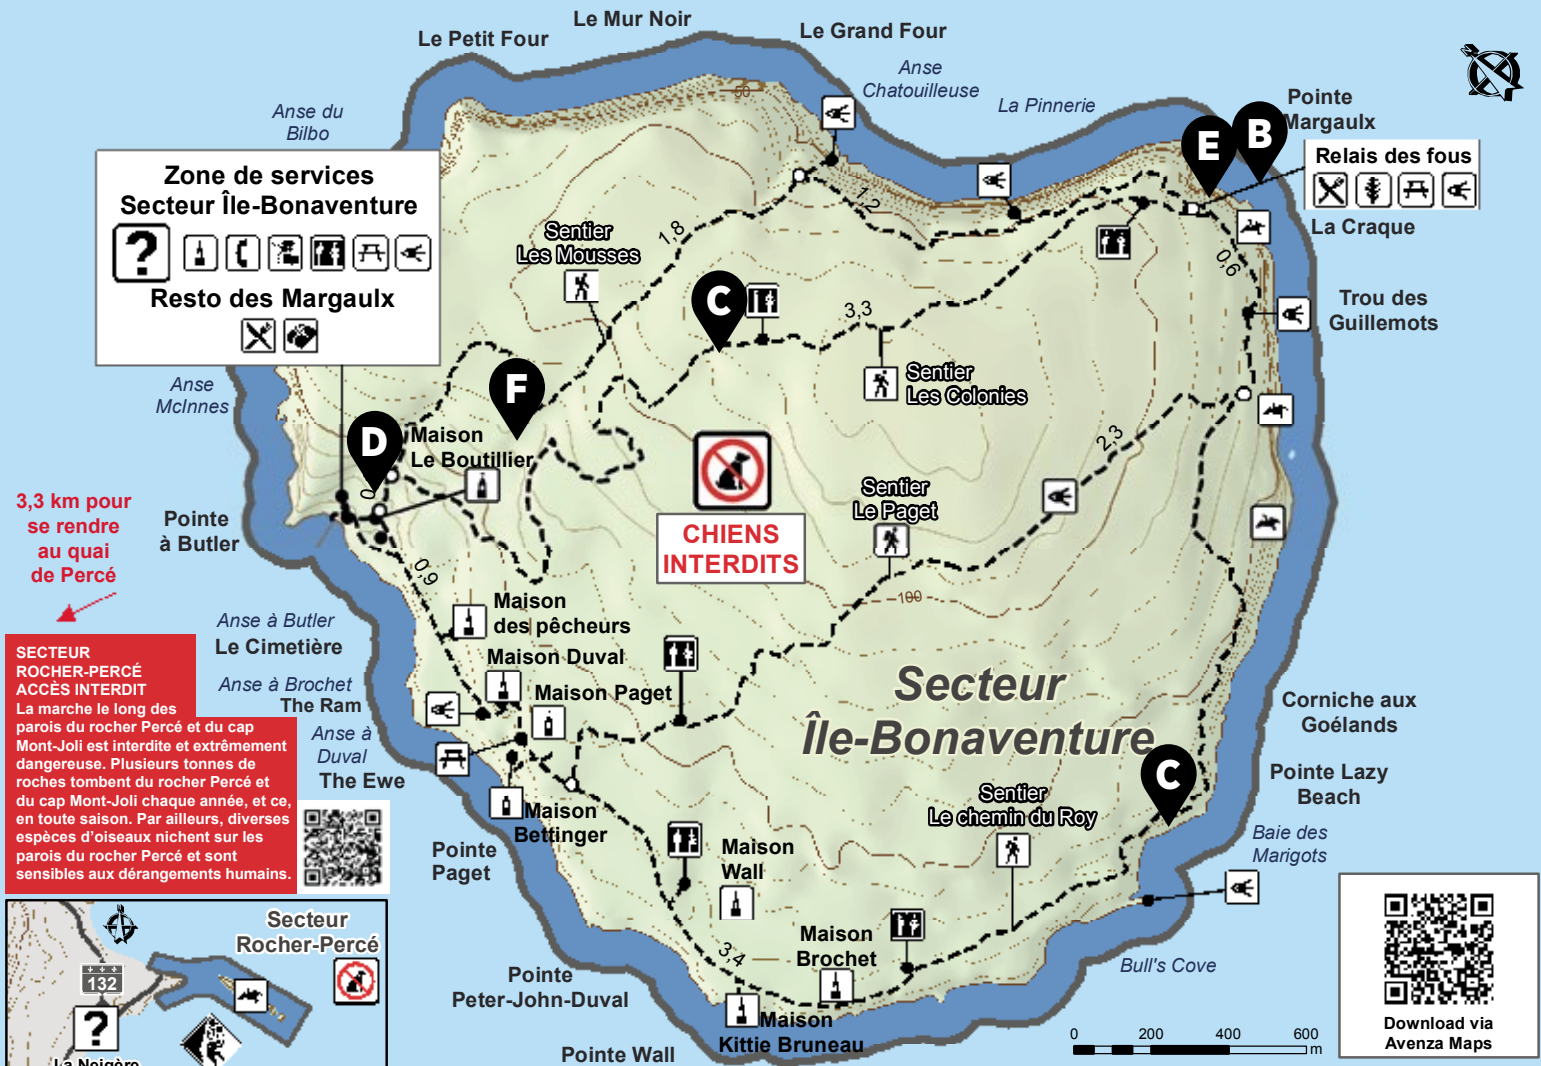 Le Petit Four
Le Mur Noir
Le Grand Four
Anse
Chatouilleuse
La Pinnerie
Pointe
Margaulx
Anse du
Bilbo
E
B
Relais des fous
La Craque
Zone de services
Secteur Île-Bonaventure
?
Resto des Margaulx
50
1,2
1,8
0,6
Sentier
Les Mousses
C
3,3
Trou des
Guillemots
Sentier
Les Colonies
Anse
McInnes
F
D
Maison
Le Boutillier
0
2,3
3,3 km pour
se rendre
au quai
de Percé
Pointe
à Butler
CHIENS
INTERDITS
Sentier
Le Paget
0,9
100
Maison
des pêcheurs
Anse à Butler
Le Cimetière
Maison Duval
Maison Paget
Anse à Brochet
The Ram
Anse à
Duval
The Ewe
SECTEUR
ROCHER-PERCÉ
ACCÈS INTERDIT
La marche le long des
parois du rocher Percé et du cap
Mont-Joli est interdite et extrêmement
dangereuse. Plusieurs tonnes de
roches tombent du rocher Percé et
du cap Mont-Joli chaque année, et ce,
en toute saison. Par ailleurs, diverses
espèces d'oiseaux nichent sur les
parois du rocher Percé et sont
sensibles aux dérangements humains.
Secteur
Île-Bonaventure
Corniche aux
Goélands
C
Pointe Lazy
Beach
Sentier
Le chemin du Roy
Baie des
Marigots
Maison
Bettinger
Pointe
Paget
Maison
Wall
Maison
Brochet
3,4
Bull's Cove
Pointe
Peter-John-Duval
Maison
Kittie Bruneau
Pointe Wall
Secteur
Rocher-Percé
132
?
La Neigère
0 200 400 600
m
Download via
Avenza Maps